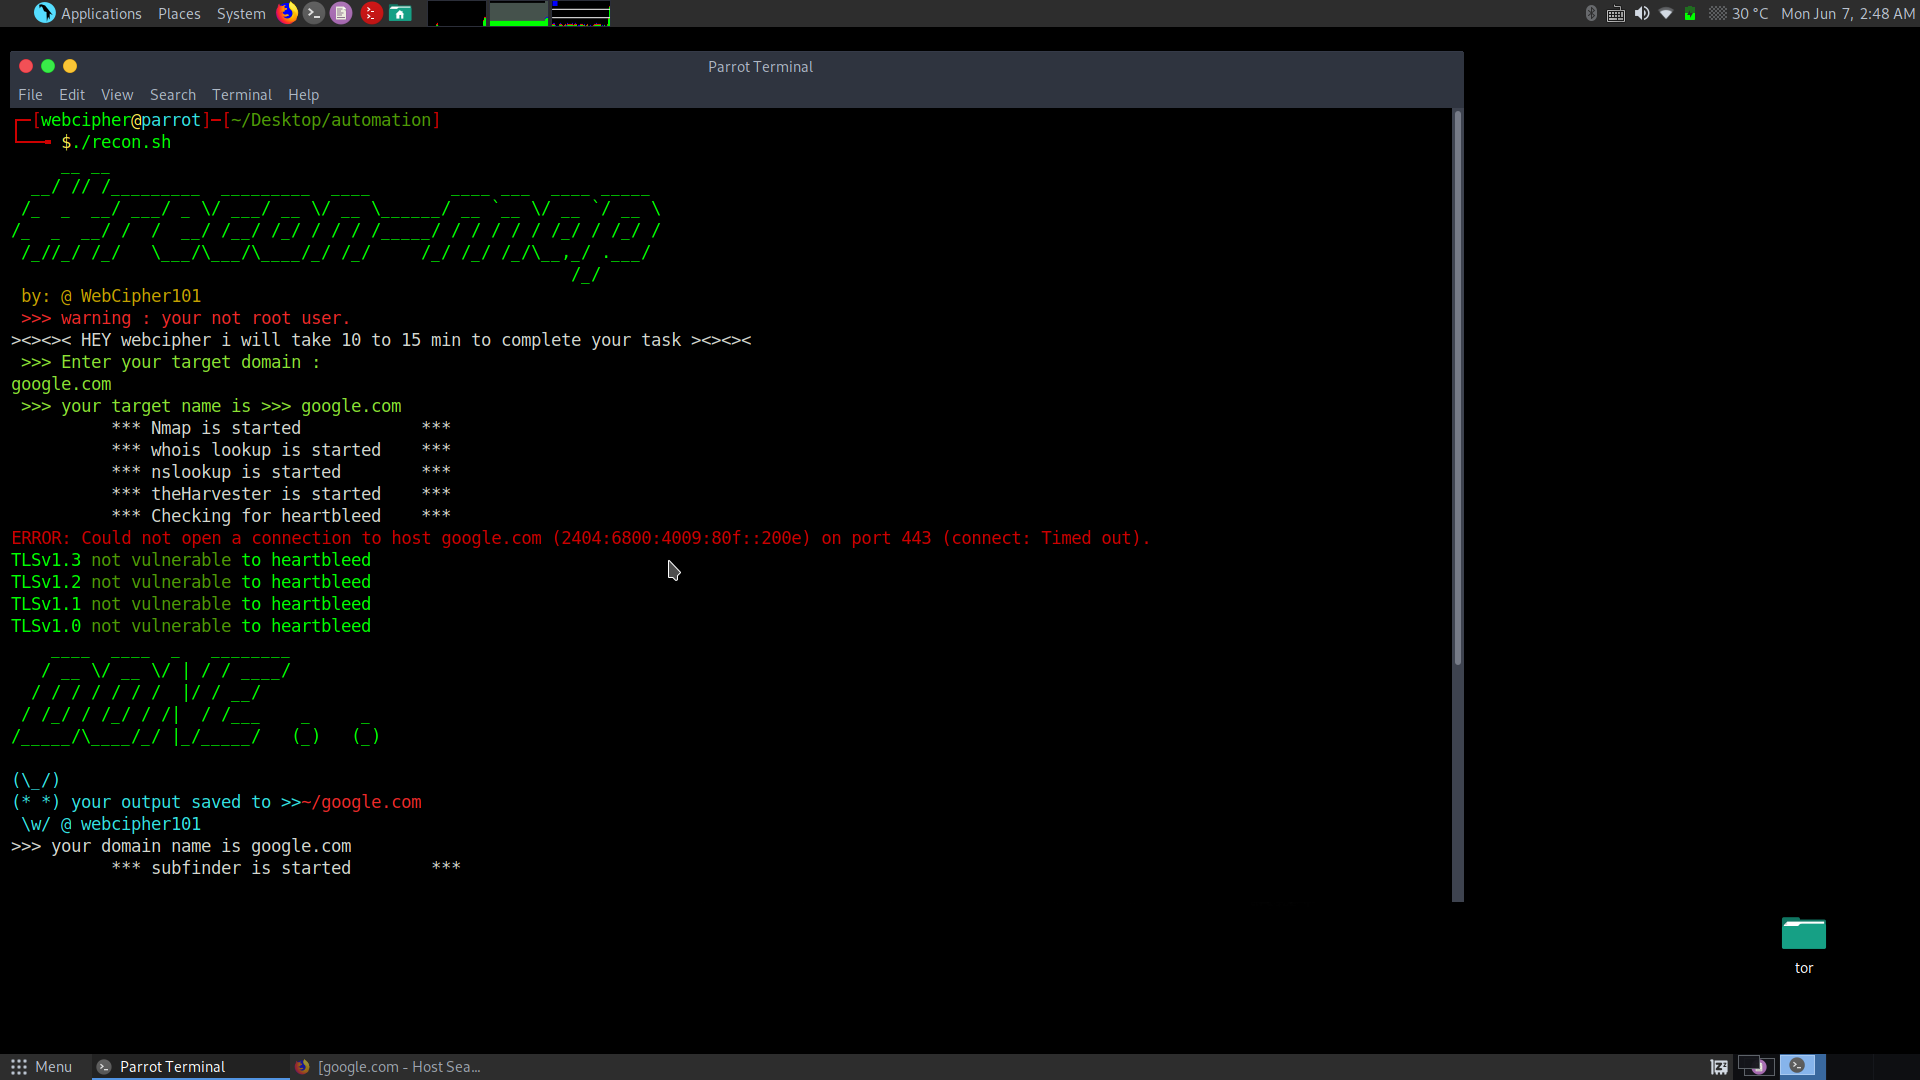 Applications Places System 30 °C Mon Jun 7, 2:48 AM
Parrot Terminal
File Edit View Search Terminal Help
┌─[webcipher@parrot]─[~/Desktop/automation]
└──╼ $./recon.sh
#recon-map
by: @ WebCipher101
>>> warning : your not root user.
><><>< HEY webcipher i will take 10 to 15 min to complete your task ><><><
>>> Enter your target domain :
google.com
>>> your target name is >>> google.com
*** Nmap is started ***
*** whois lookup is started ***
*** nslookup is started ***
*** theHarvester is started ***
*** Checking for heartbleed ***
ERROR: Could not open a connection to host google.com (2404:6800:4009:80f::200e) on port 443 (connect: Timed out).
TLSv1.3 not vulnerable to heartbleed
TLSv1.2 not vulnerable to heartbleed
TLSv1.1 not vulnerable to heartbleed
TLSv1.0 not vulnerable to heartbleed
DONE . .
(\_/)
(* *) your output saved to >>~/google.com
\w/ @ webcipher101
>>> your domain name is google.com
*** subfinder is started ***
tor
Menu Parrot Terminal [google.com - Host Sea...